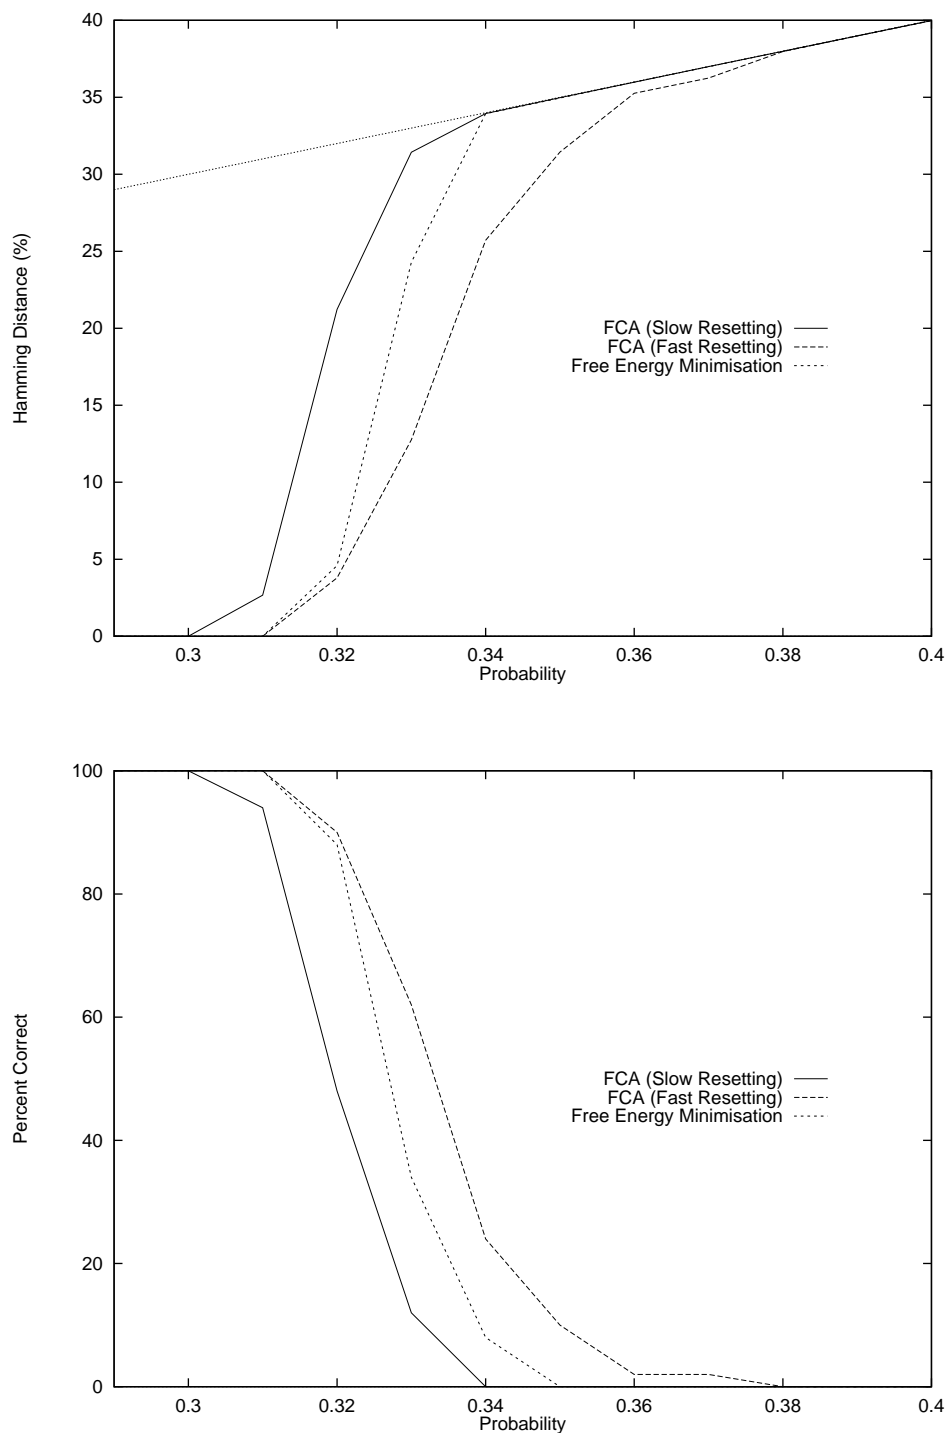 40
35
30
25
20
15
10
5
0
Hamming Distance (%)
FCA (Slow Resetting)
FCA (Fast Resetting)
Free Energy Minimisation
0.3 0.32 0.34 0.36 0.38 0.4
Probability
100
80
60
40
20
0
Percent Correct
FCA (Slow Resetting)
FCA (Fast Resetting)
Free Energy Minimisation
0.3 0.32 0.34 0.36 0.38 0.4
Probability